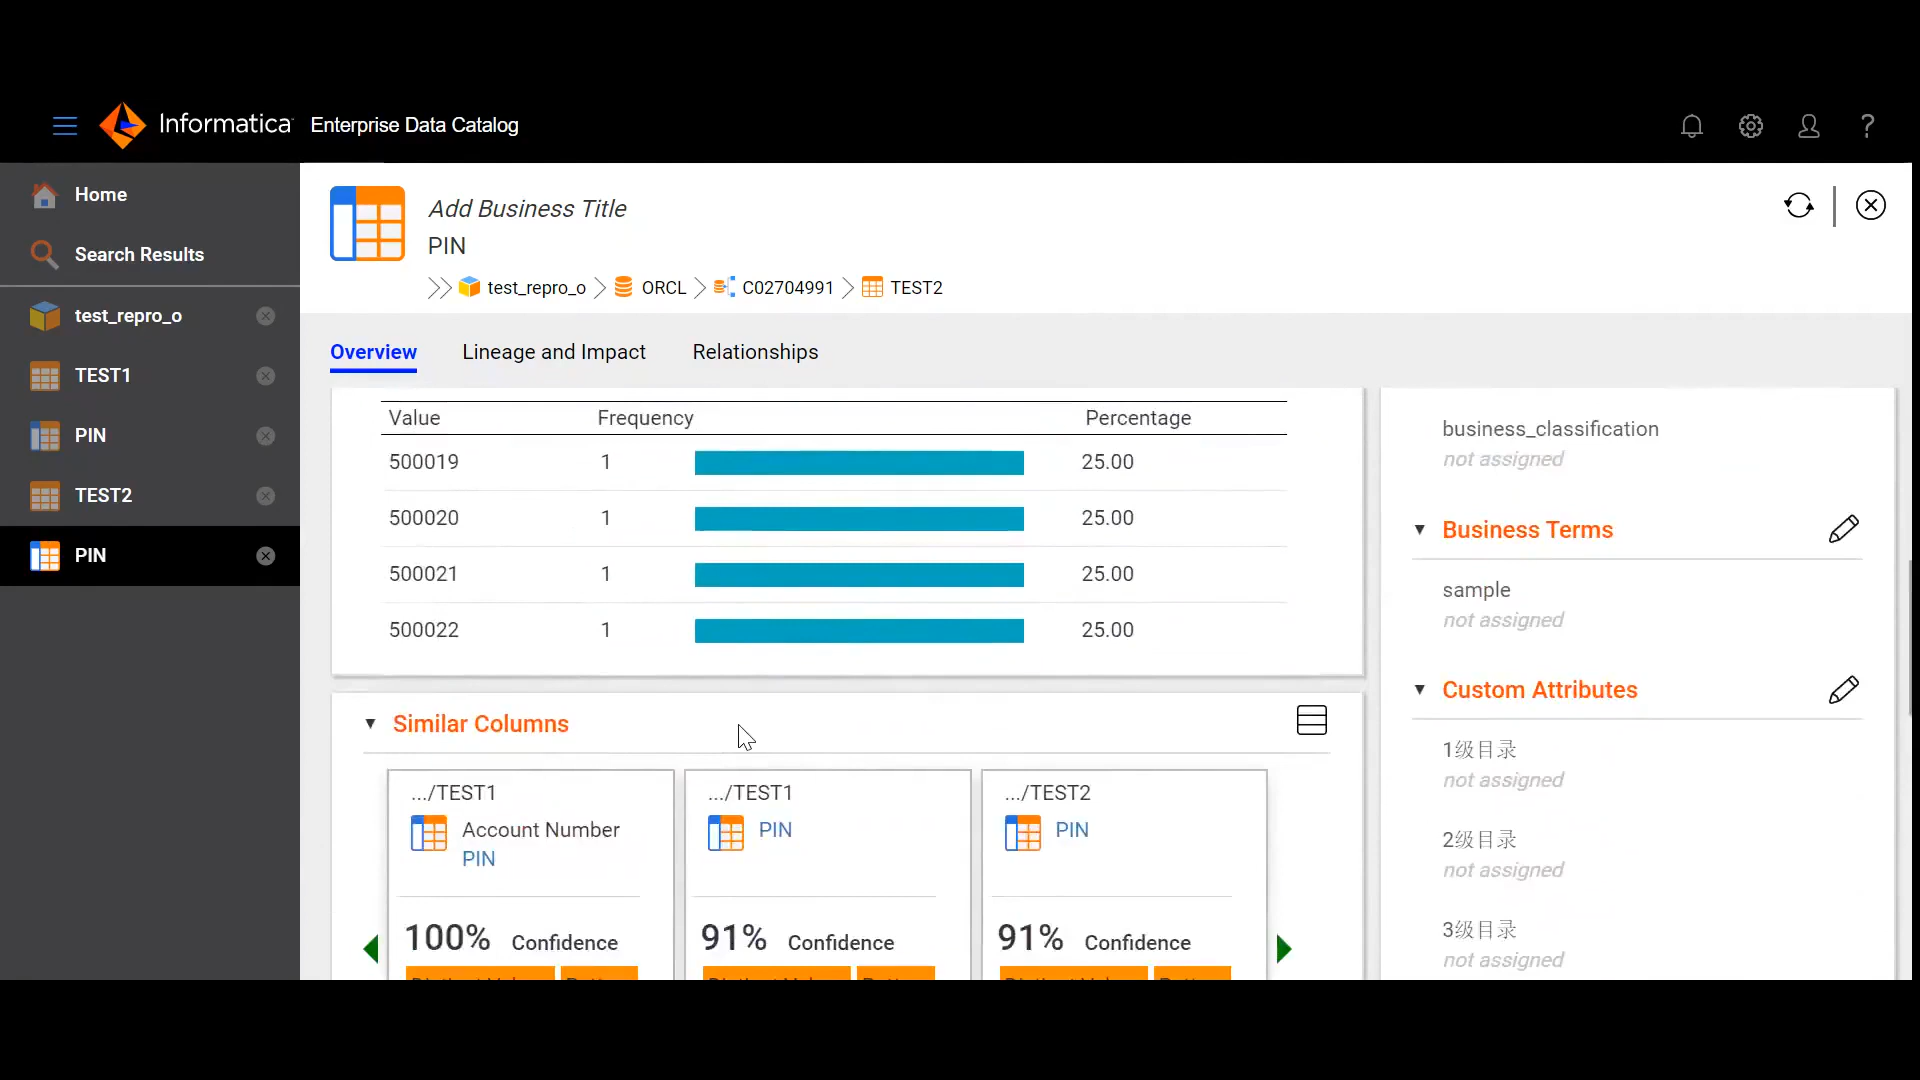 Informatica Enterprise Data Catalog
?
Home
Search Results
test_repro_o
TEST1
PIN
TEST2
PIN
Add Business Title
PIN
test_repro_o ORCL C02704991 TEST2
Overview Lineage and Impact Relationships
Value Frequency Percentage
500019 1 25.00
500020 1 25.00
500021 1 25.00
500022 1 25.00
Similar Columns
.../TEST1
Account Number
PIN
100% Confidence
.../TEST1
PIN
91% Confidence
.../TEST2
PIN
91% Confidence
business_classification
not assigned
Business Terms
sample
not assigned
Custom Attributes
1级目录
not assigned
2级目录
not assigned
3级目录
not assigned